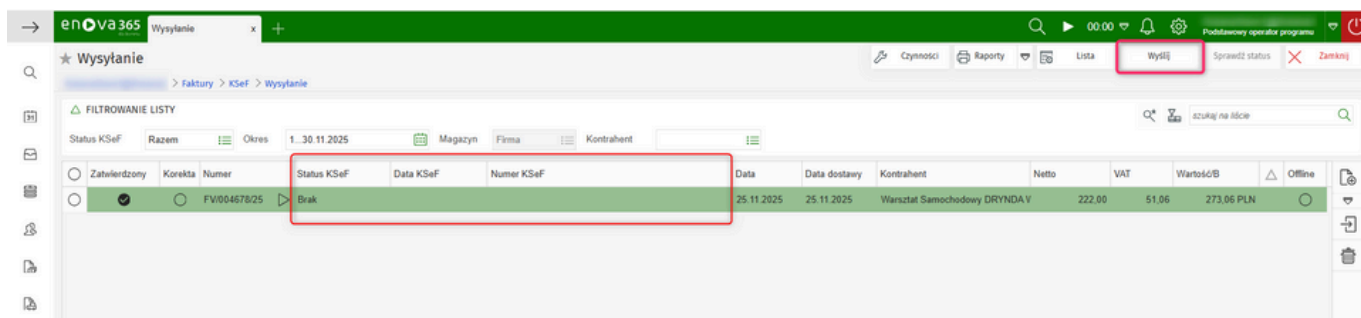 enova365 Wysyłanie x + 00:00 Podstawowy operator programu
Wysyłanie Czynności Raporty Lista Wyślij Sprawdź status Zamknij
> Faktury > KSeF > Wysyłanie
FILTROWANIE LISTY szukaj na liście
Status KSeF Razem Okres 1...30.11.2025 Magazyn Firma Kontrahent
Zatwierdzony Korekta Numer Status KSeF Data KSeF Numer KSeF Data Data dostawy Kontrahent Netto VAT Wartość/B Offline
FV/004678/25 Brak 25.11.2025 25.11.2025 Warsztat Samochodowy DRYNDA W 222,00 51,06 273,06 PLN